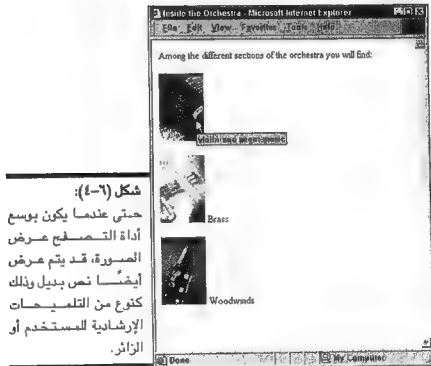 Inside the Orchestra - Microsoft Internet Explorer
File Edit View Favorites Tools Help
Among the different sections of the orchestra you will find:
violin and
Brass
Woodwinds
Done
My Computer
شكل (٦-٤):
حتى عندما يكون بوسع
أداة التصفح عرض
الصورة، قد يتم عرض
أيضًا نص بديل وذلك
كنوع من التلميحات
الإرشادية للمستخدم أو
الزائر.